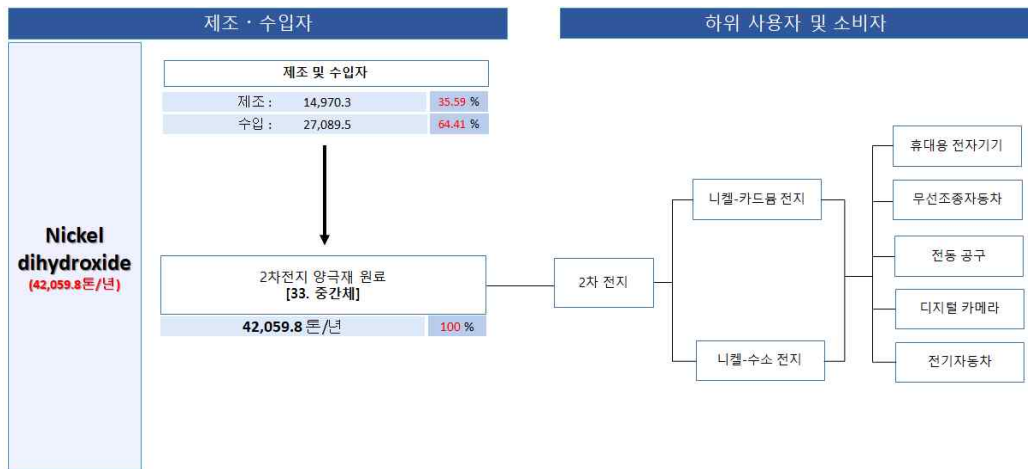 제조 · 수입자
하위 사용자 및 소비자
Nickel
dihydroxide
(42,059.8톤/년)
제조 및 수입자
제조 : 14,970.3 35.59 %
수입 : 27,089.5 64.41 %
2차전지 양극재 원료
[33. 중간체]
42,059.8 톤/년 100 %
2차 전지
니켈-카드뮴 전지
니켈-수소 전지
휴대용 전자기기
무선조종자동차
전동 공구
디지털 카메라
전기자동차